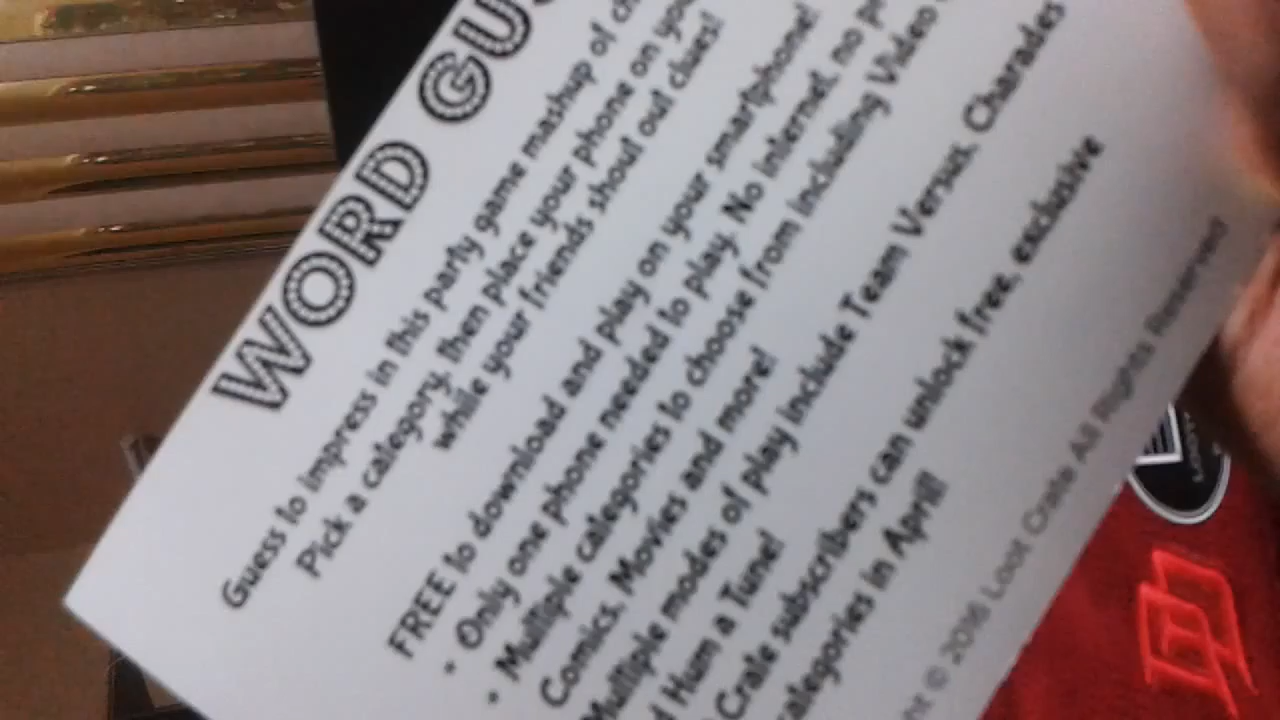 WORD GU
Guess to impress in this party game mashup of
Pick a category, then place your phone on you
while your friends shout out clues!
FREE to download and play on your smartphone!
• Only one phone needed to play. No internet, no
• Multiple categories to choose from including Video
Comics, Movies and more!
Multiple modes of play include Team Versus, Charades
d Hum a Tune!
Crate subscribers can unlock free, exclusive
categories in April!
ht © 2016 Loot Crate All Rights Reserved